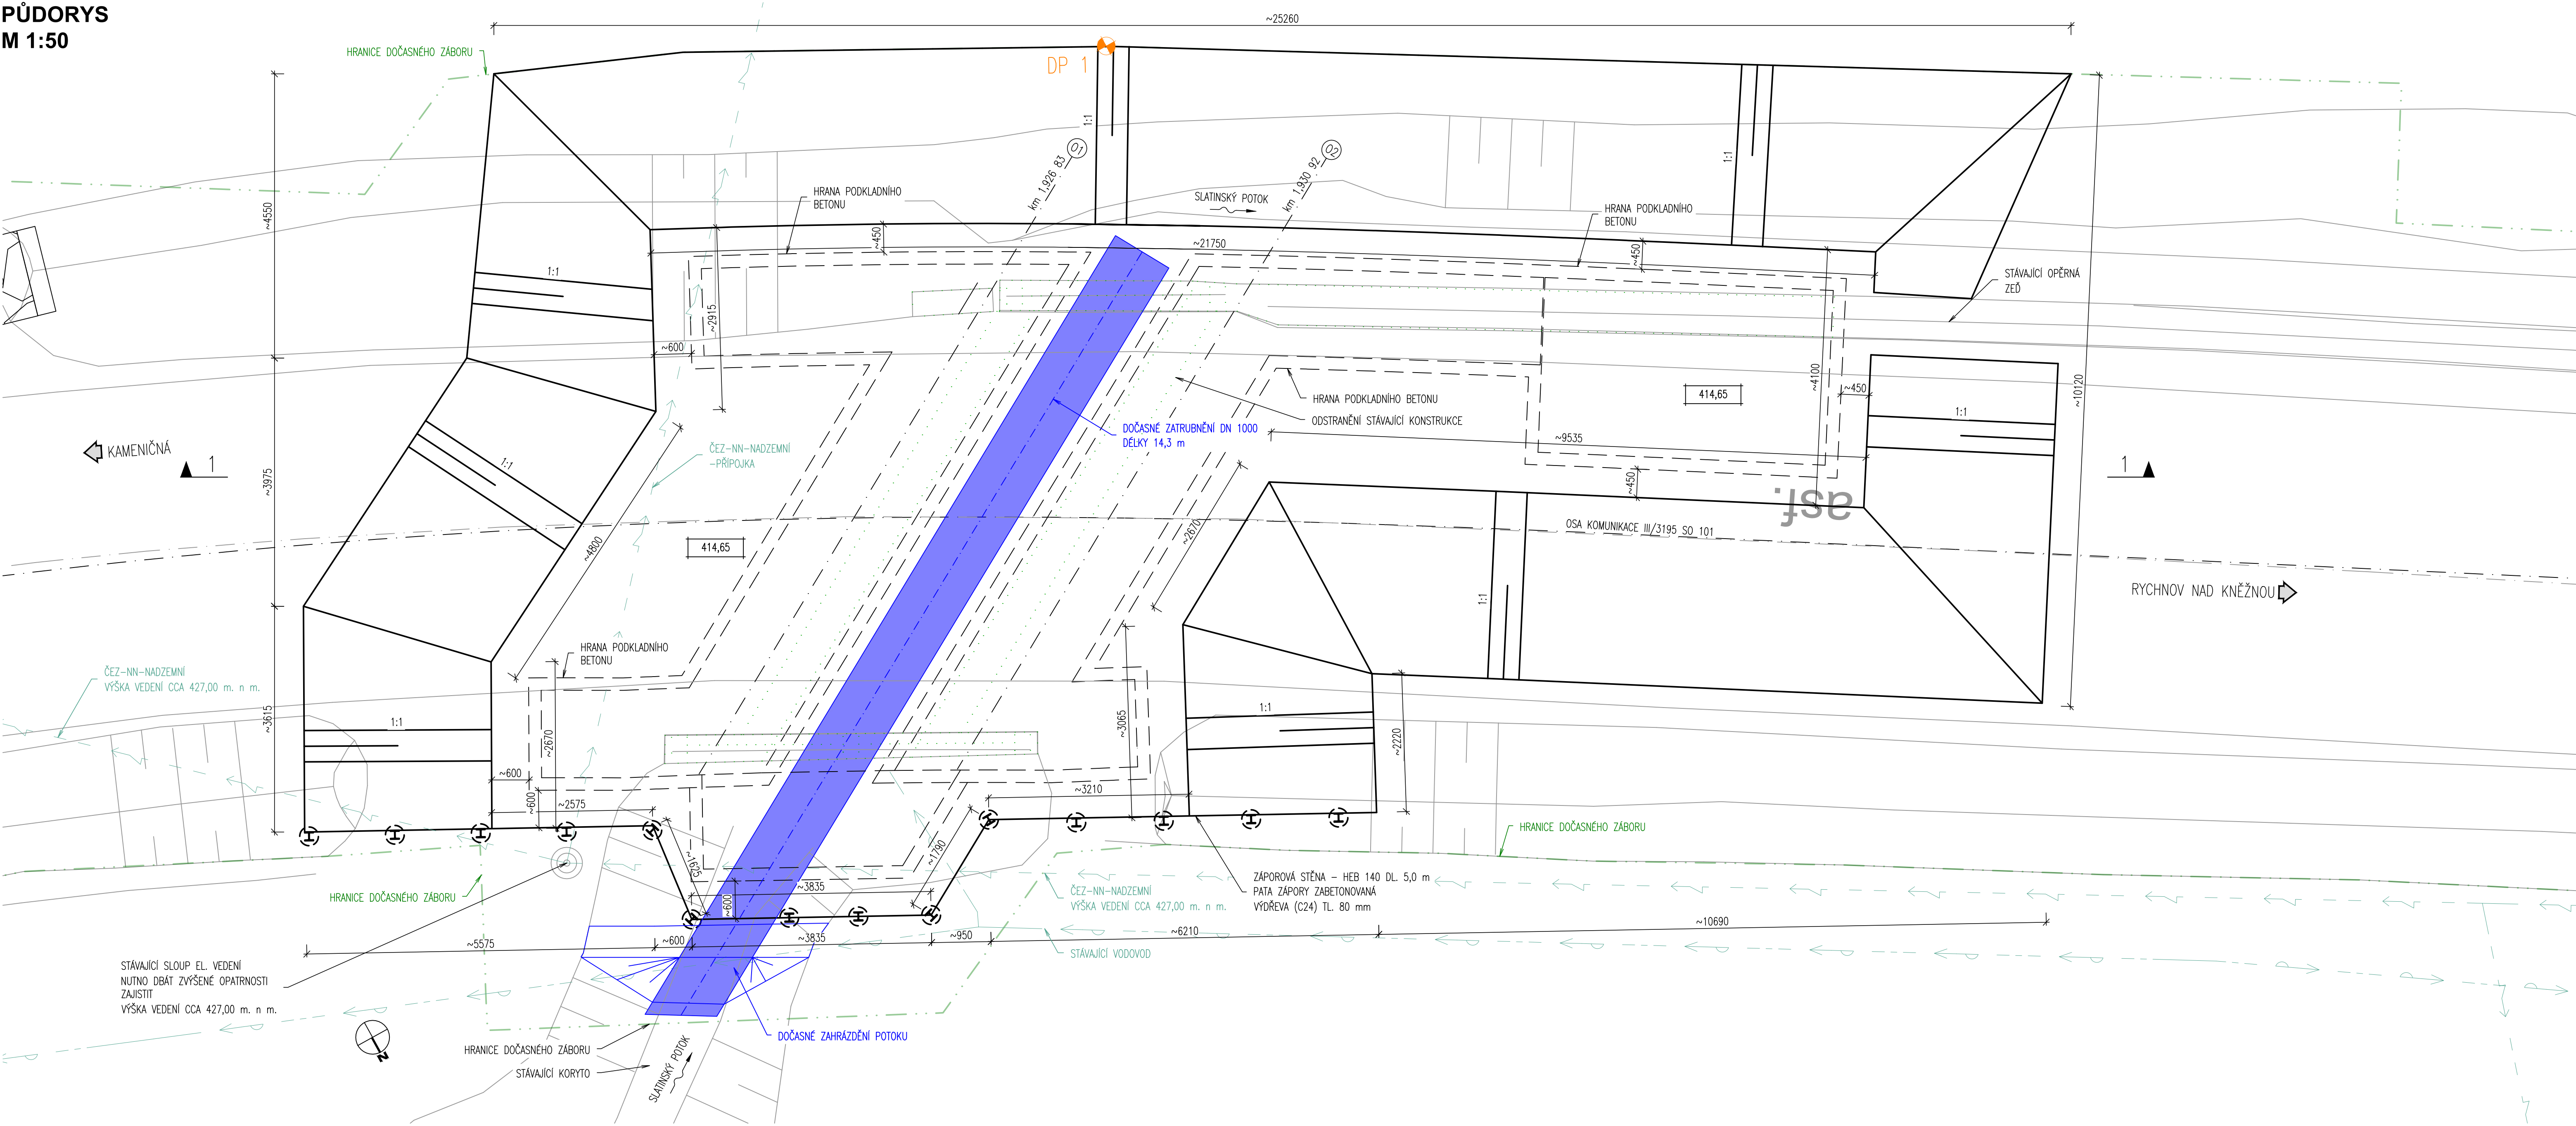 PŮDORYS
M 1:50
~25260
HRANICE DOČASNÉHO ZÁBORU
DP 1
1:1
1:1
01
km 1,926 83
02
km 1,930 92
SLATINSKÝ POTOK
HRANA PODKLADNÍHO
BETONU
HRANA PODKLADNÍHO
BETONU
~4550
~450
~21750
~450
1:1
~2915
~600
STÁVAJÍCÍ OPĚRNÁ
ZEĎ
~4100
~450
~10120
414,65
HRANA PODKLADNÍHO BETONU
ODSTRANĚNÍ STÁVAJÍCÍ KONSTRUKCE
DOČASNÉ ZATRUBNĚNÍ DN 1000
DÉLKY 14,3 m
1:1
~9535
KAMENIČNÁ
1
1:1
ČEZ-NN-NADZEMNÍ
-PŘÍPOJKA
1
~3975
~450
asf.
~2670
OSA KOMUNIKACE III/3195 SO 101
~4800
414,65
1:1
RYCHNOV NAD KNĚŽNOU
HRANA PODKLADNÍHO
BETONU
ČEZ-NN-NADZEMNÍ
VÝŠKA VEDENÍ CCA 427,00 m. n m.
~3615
1:1
~2670
~3065
1:1
~2220
~600
~600
~2575
~3210
~1625
~1790
HRANICE DOČASNÉHO ZÁBORU
HRANICE DOČASNÉHO ZÁBORU
~3835
~600
ČEZ-NN-NADZEMNÍ
VÝŠKA VEDENÍ CCA 427,00 m. n m.
ZÁPOROVÁ STĚNA - HEB 140 DL. 5,0 m
PATA ZÁPORY ZABETONOVANÁ
VÝDŘEVA (C24) TL. 80 mm
~5575
~600
~3835
~950
~6210
~10690
STÁVAJÍCÍ VODOVOD
STÁVAJÍCÍ SLOUP EL. VEDENÍ
NUTNO DBÁT ZVÝŠENÉ OPATRNOSTI
ZAJISTIT
VÝŠKA VEDENÍ CCA 427,00 m. n m.
N
DOČASNÉ ZAHRÁZDĚNÍ POTOKU
HRANICE DOČASNÉHO ZÁBORU
STÁVAJÍCÍ KORYTO
SLATINSKÝ POTOK